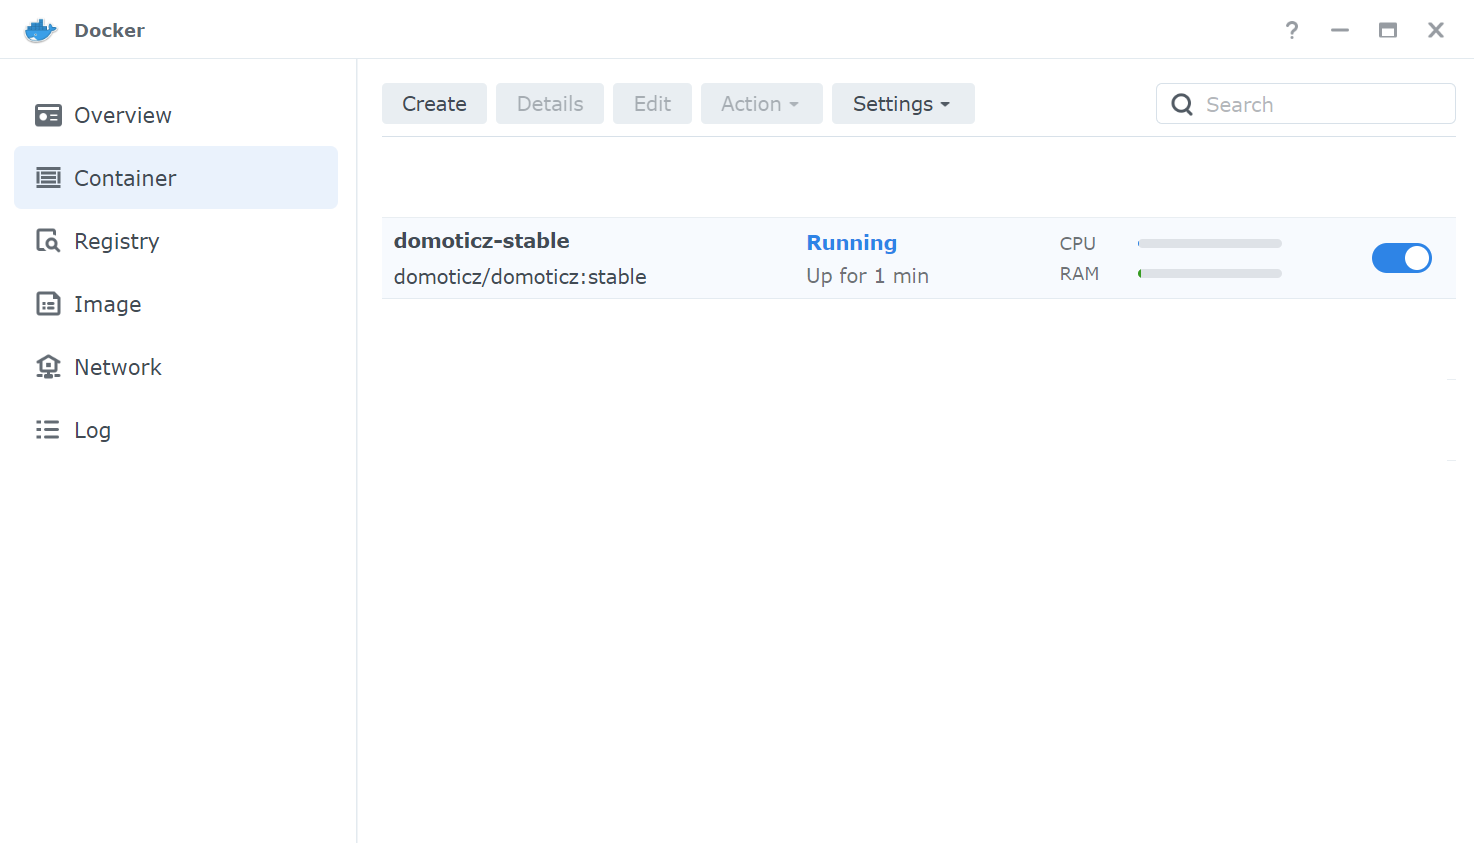 Docker
?
Overview
Container
Registry
Image
Network
Log
Create Details Edit Action Settings Search
domoticz-stable
domoticz/domoticz:stable
Running
Up for 1 min
CPU
RAM